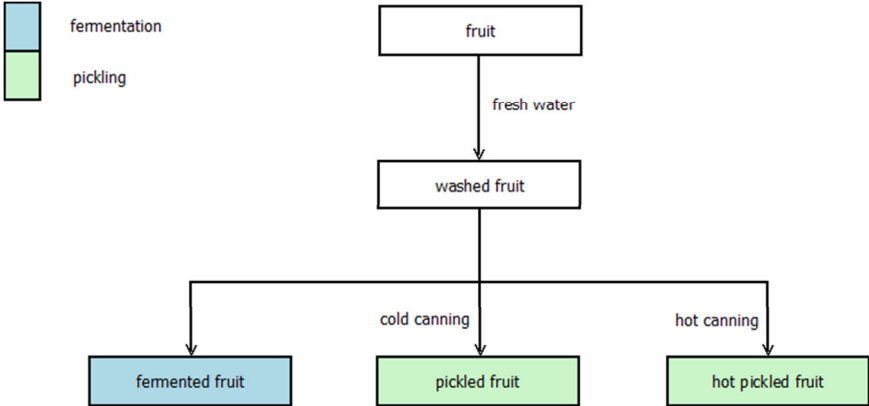 fermentation
pickling
fruit
fresh water
washed fruit
cold canning
hot canning
fermented fruit
pickled fruit
hot pickled fruit